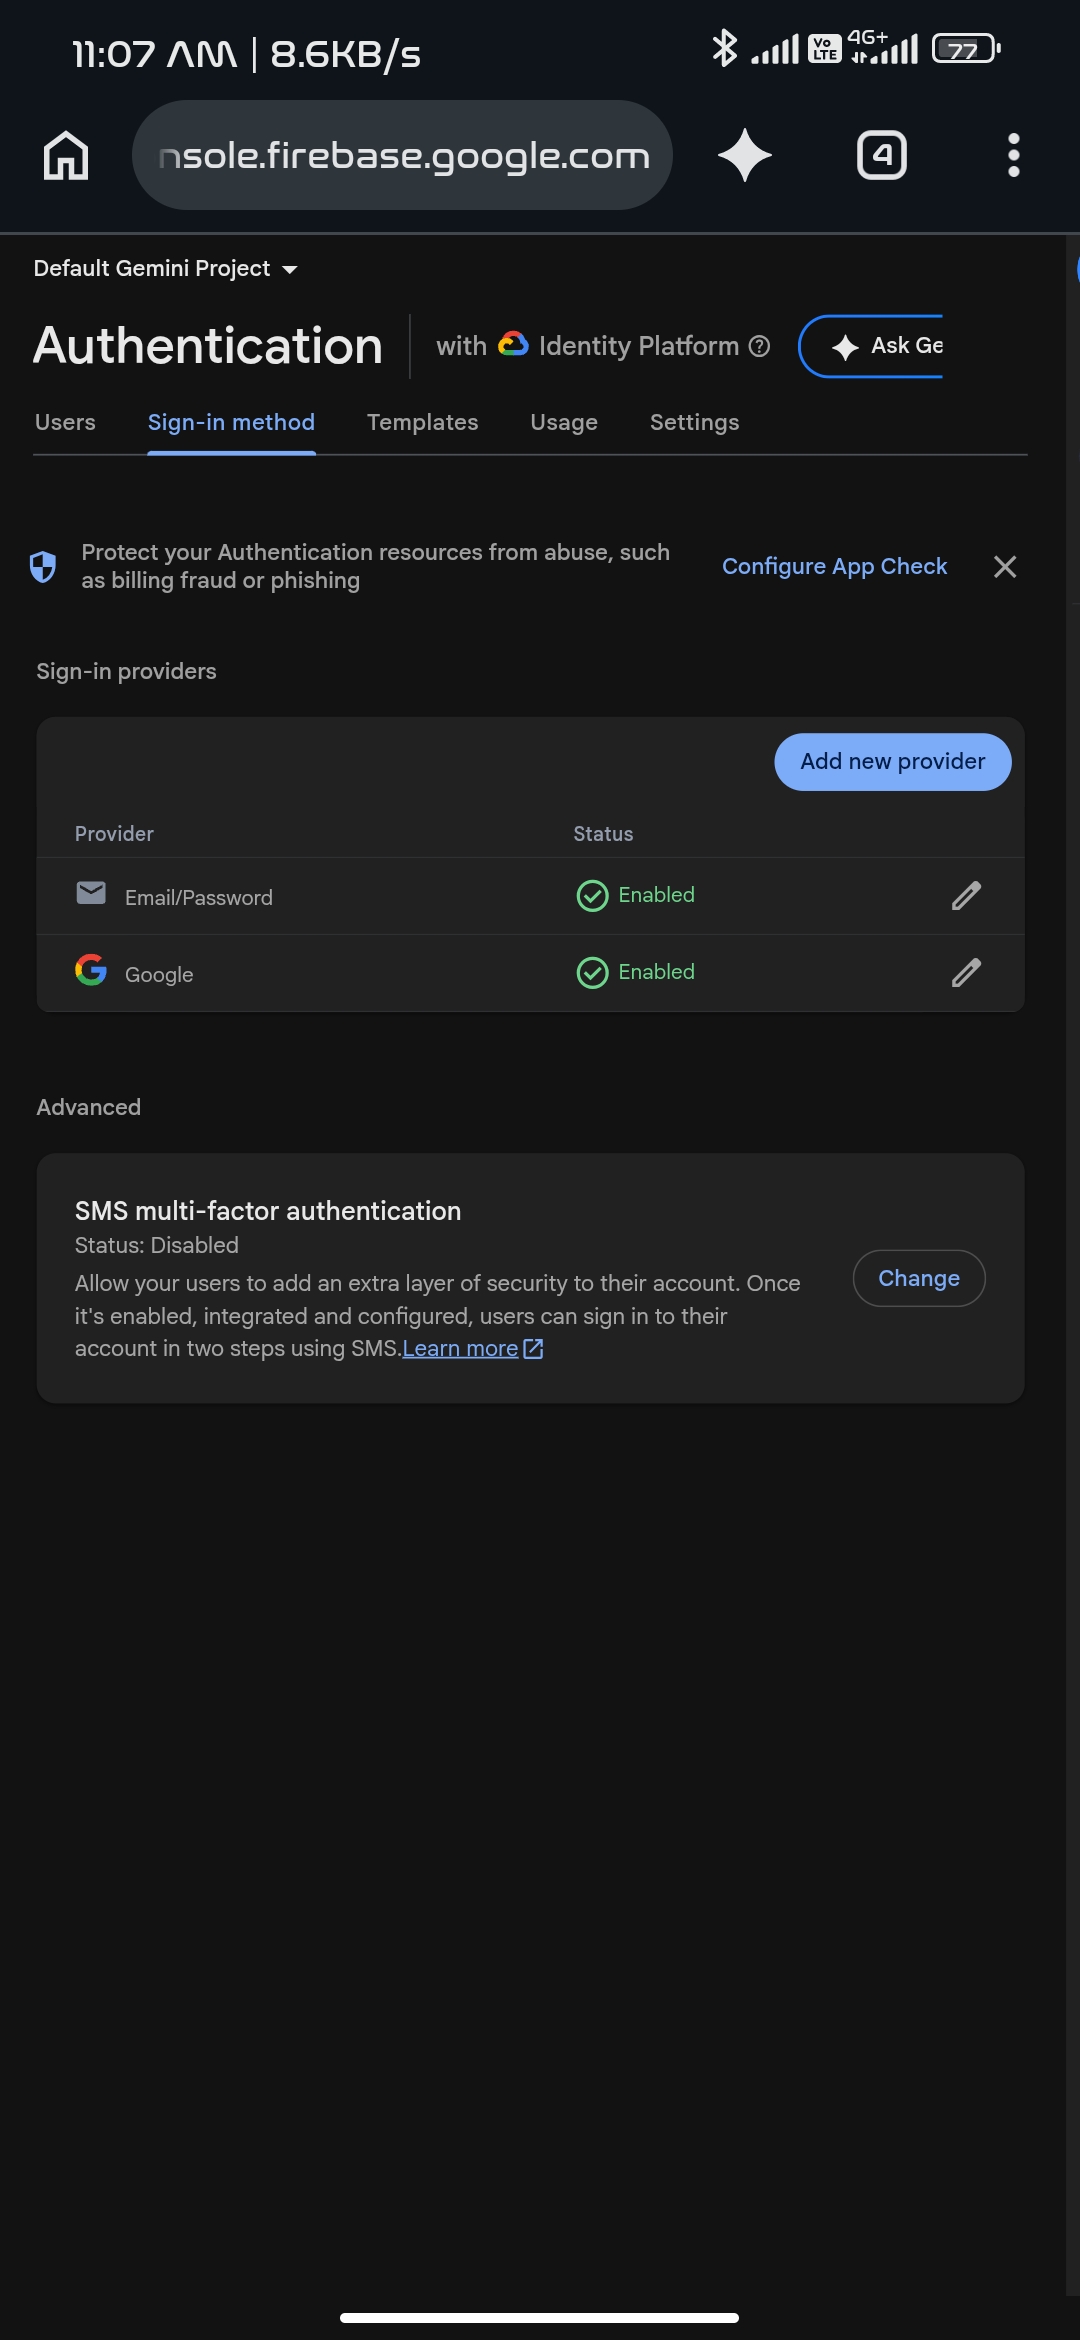 11:07 AM | 8.6KB/s
Vo LTE 4G+ 77
nsole.firebase.google.com
4
Default Gemini Project
Authentication with Identity Platform
Ask Ge
Users Sign-in method Templates Usage Settings
Protect your Authentication resources from abuse, such
as billing fraud or phishing
Configure App Check
Sign-in providers
Add new provider
Provider Status
Email/Password Enabled
Google Enabled
Advanced
SMS multi-factor authentication
Status: Disabled
Allow your users to add an extra layer of security to their account. Once
it's enabled, integrated and configured, users can sign in to their
account in two steps using SMS.Learn more
Change